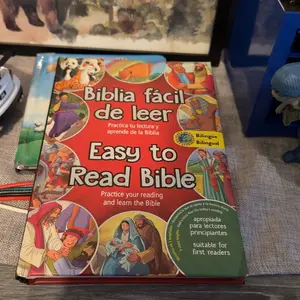 Biblia fácil
de leer
Practica tu lectura y
aprende de la Biblia
Bilingüe
Bilingual
Easy to
Read Bible
Practice your reading
and learn the Bible
apropiada
para lectores
principiantes
suitable for
first readers